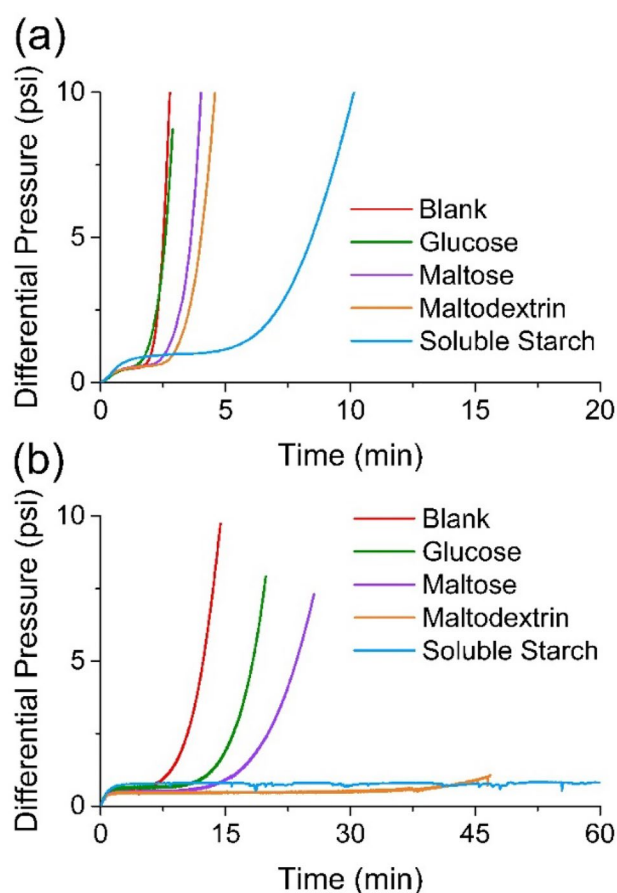 (a)
Differential Pressure (psi)
10
5
0
Blank
Glucose
Maltose
Maltodextrin
Soluble Starch
0 5 10 15 20
Time (min)
(b)
Differential Pressure (psi)
10
5
0
Blank
Glucose
Maltose
Maltodextrin
Soluble Starch
0 15 30 45 60
Time (min)